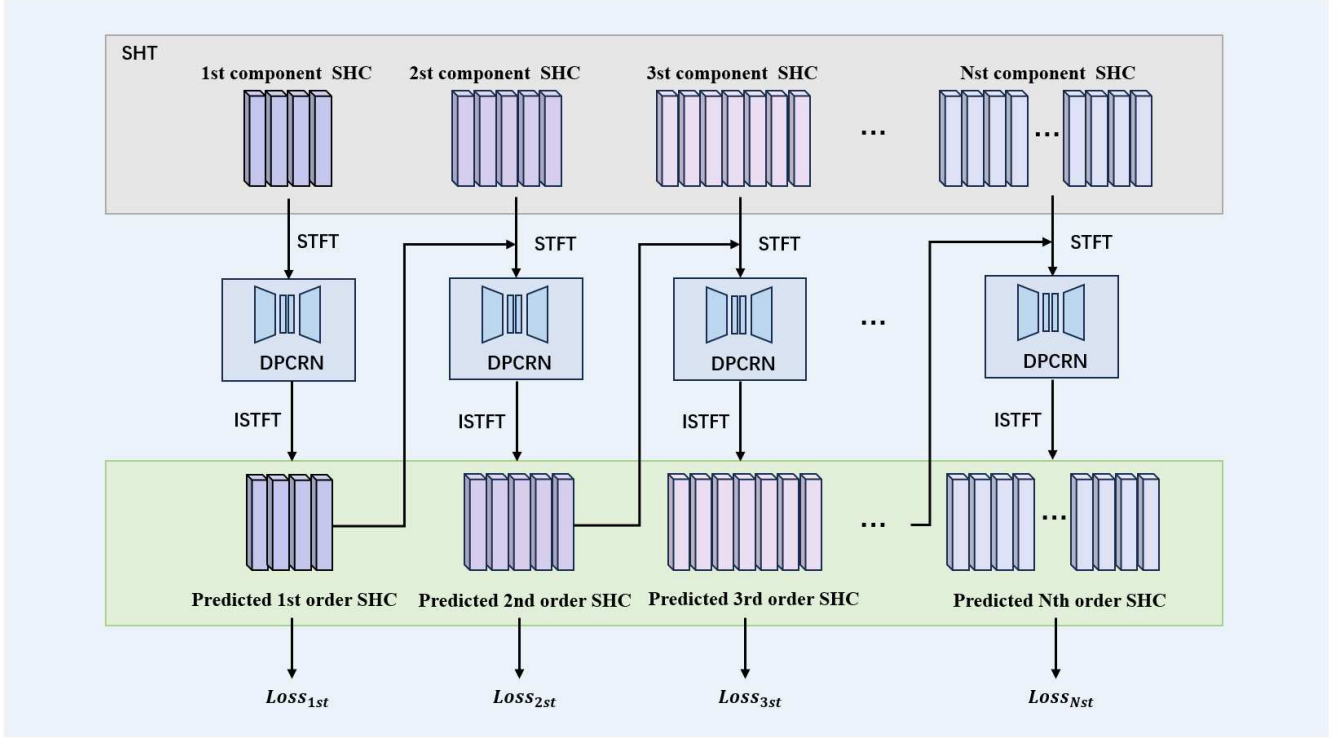 SHT
1st component SHC
2st component SHC
3st component SHC
Nst component SHC
...
...
STFT
STFT
STFT
STFT
DPCRN
DPCRN
DPCRN
...
DPCRN
ISTFT
ISTFT
ISTFT
ISTFT
...
...
Predicted 1st order SHC
Predicted 2nd order SHC
Predicted 3rd order SHC
Predicted Nth order SHC
Loss1st
Loss2st
Loss3st
LossNst